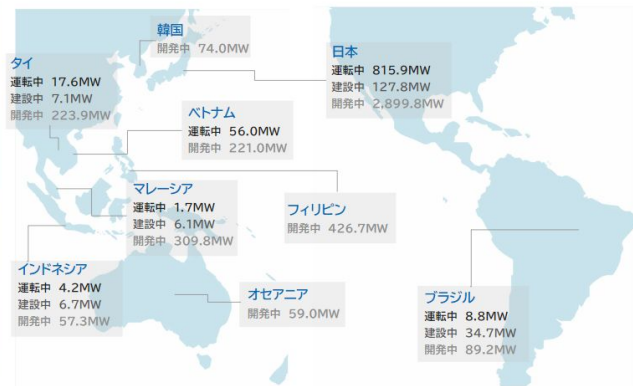 韓国
開発中 74.0MW
タイ
運転中 17.6MW
建設中 7.1MW
開発中 223.9MW
日本
運転中 815.9MW
建設中 127.8MW
開発中 2,899.8MW
ベトナム
運転中 56.0MW
開発中 221.0MW
マレーシア
運転中 1.7MW
建設中 6.1MW
開発中 309.8MW
フィリピン
開発中 426.7MW
インドネシア
運転中 4.2MW
建設中 6.7MW
開発中 57.3MW
オセアニア
開発中 59.0MW
ブラジル
運転中 8.8MW
建設中 34.7MW
開発中 89.2MW